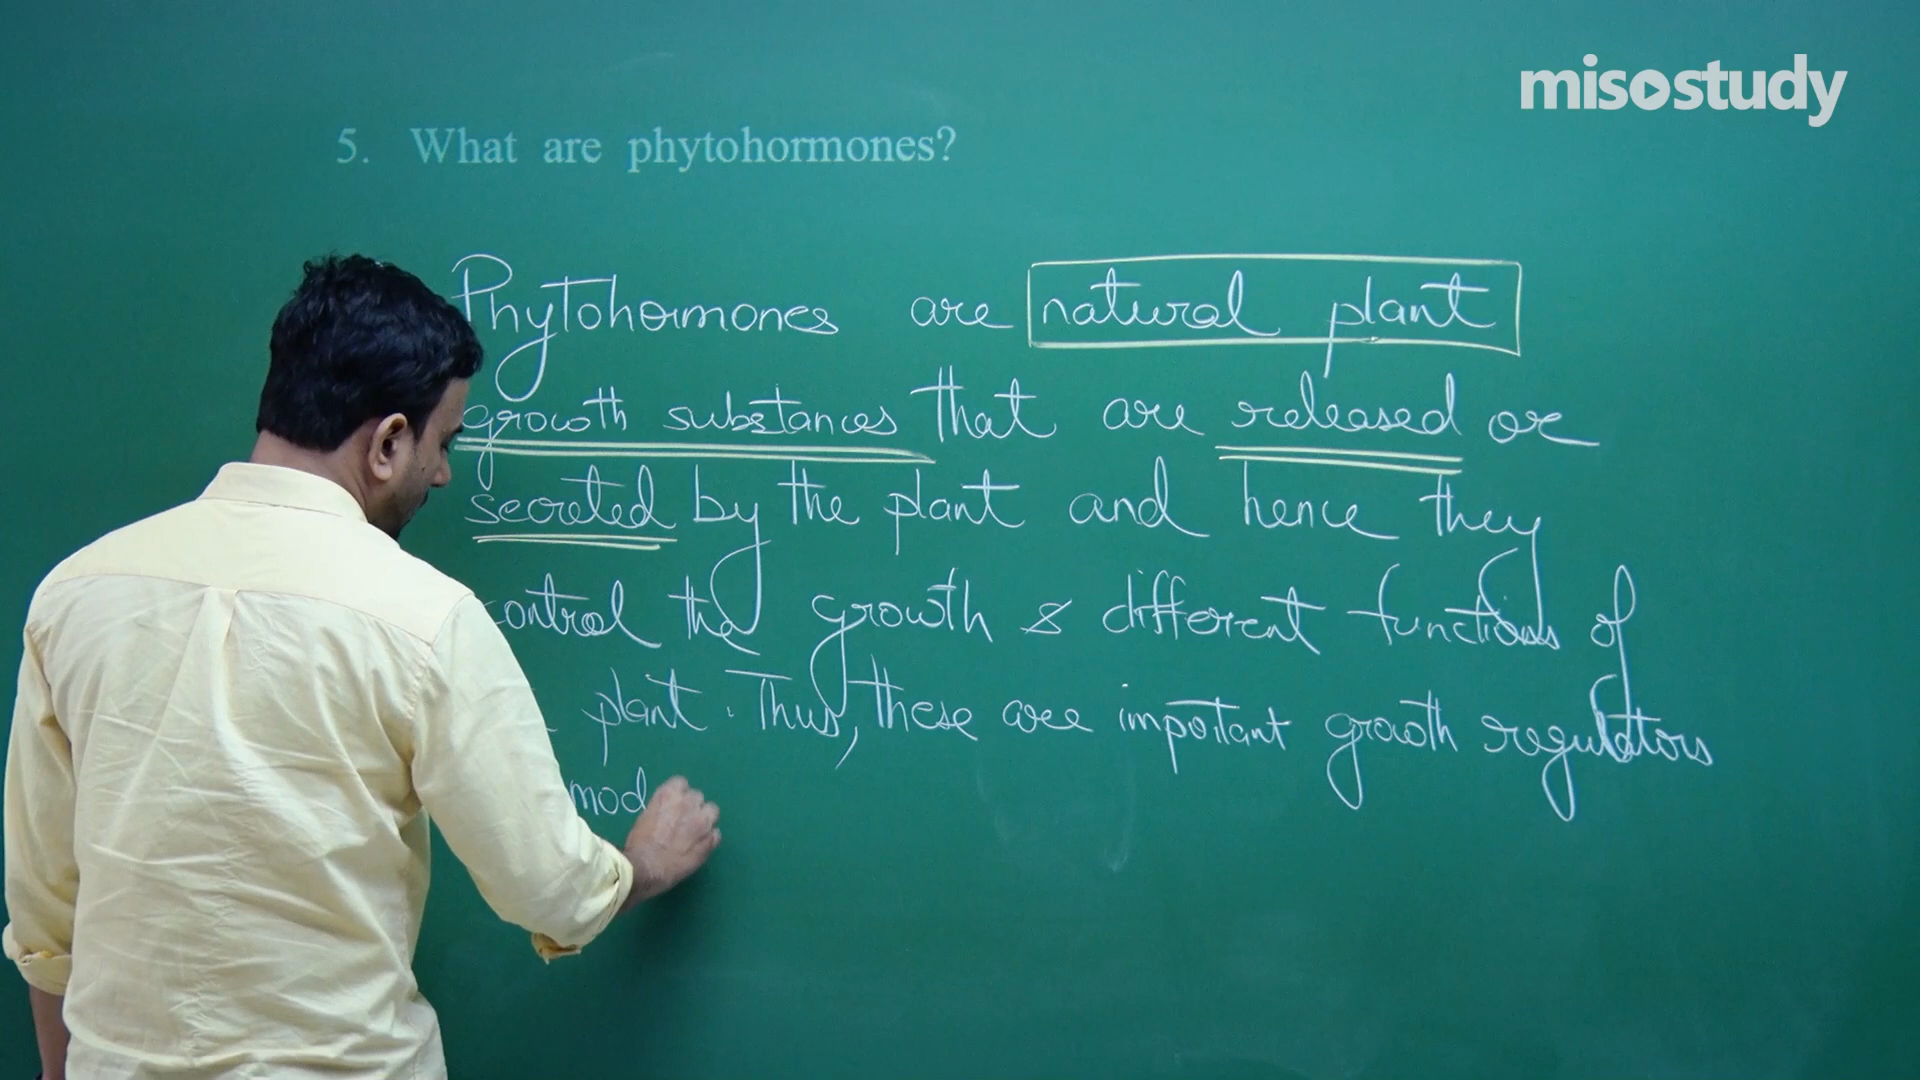 misostudy
5. What are phytohormones?
Phytohormones are natural plant
growth substances that are released or
secreted by the plant and hence they
control the growth & different functions of
plant. Thus, these are important growth regulators
mod